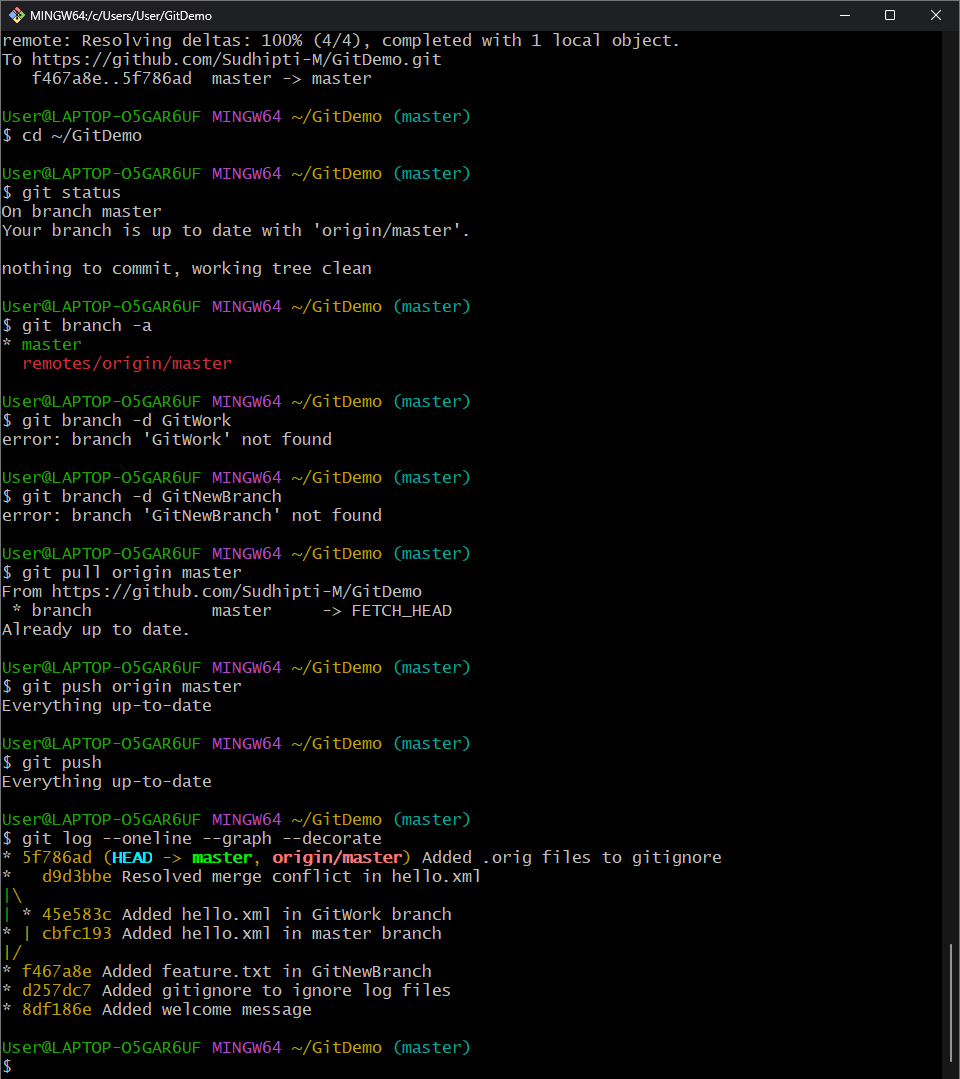 MINGW64:/c/Users/User/GitDemo
remote: Resolving deltas: 100% (4/4), completed with 1 local object.
To https://github.com/Sudhipti-M/GitDemo.git
   f467a8e..5f786ad  master -> master

User@LAPTOP-O5GAR6UF MINGW64 ~/GitDemo (master)
$ cd ~/GitDemo

User@LAPTOP-O5GAR6UF MINGW64 ~/GitDemo (master)
$ git status
On branch master
Your branch is up to date with 'origin/master'.

nothing to commit, working tree clean

User@LAPTOP-O5GAR6UF MINGW64 ~/GitDemo (master)
$ git branch -a
* master
  remotes/origin/master

User@LAPTOP-O5GAR6UF MINGW64 ~/GitDemo (master)
$ git branch -d GitWork
error: branch 'GitWork' not found

User@LAPTOP-O5GAR6UF MINGW64 ~/GitDemo (master)
$ git branch -d GitNewBranch
error: branch 'GitNewBranch' not found

User@LAPTOP-O5GAR6UF MINGW64 ~/GitDemo (master)
$ git pull origin master
From https://github.com/Sudhipti-M/GitDemo
 * branch            master     -> FETCH_HEAD
Already up to date.

User@LAPTOP-O5GAR6UF MINGW64 ~/GitDemo (master)
$ git push origin master
Everything up-to-date

User@LAPTOP-O5GAR6UF MINGW64 ~/GitDemo (master)
$ git push
Everything up-to-date

User@LAPTOP-O5GAR6UF MINGW64 ~/GitDemo (master)
$ git log --oneline --graph --decorate
* 5f786ad (HEAD -> master, origin/master) Added .orig files to gitignore
*   d9d3bbe Resolved merge conflict in hello.xml
|\
| * 45e583c Added hello.xml in GitWork branch
* | cbfc193 Added hello.xml in master branch
|/
* f467a8e Added feature.txt in GitNewBranch
* d257dc7 Added gitignore to ignore log files
* 8df186e Added welcome message

User@LAPTOP-O5GAR6UF MINGW64 ~/GitDemo (master)
$